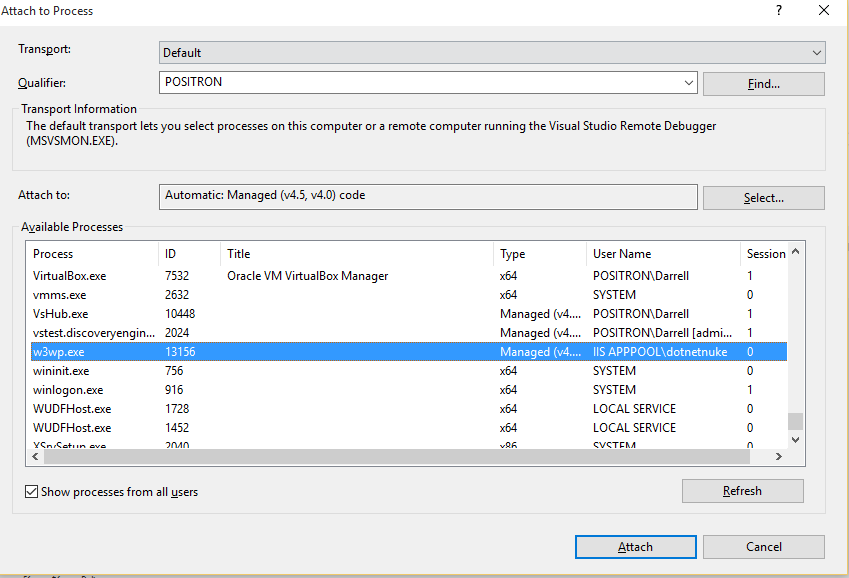 Attach to Process
Transport:
Default
Qualifier:
POSITRON
Find...
Transport Information
The default transport lets you select processes on this computer or a remote computer running the Visual Studio Remote Debugger
(MSVSMON.EXE).
Attach to:
Automatic: Managed (v4.5, v4.0) code
Select...
Available Processes
Process ID Title Type User Name Session
VirtualBox.exe 7532 Oracle VM VirtualBox Manager x64 POSITRON\Darrell 1
vmms.exe 2632 x64 SYSTEM 0
VsHub.exe 10448 Managed (v4.... POSITRON\Darrell 1
vstest.discoveryengin... 2024 Managed (v4.... POSITRON\Darrell [admi... 1
w3wp.exe 13156 Managed (v4.... IIS APPPOOL\dotnetnuke 0
wininit.exe 756 x64 SYSTEM 0
winlogon.exe 916 x64 SYSTEM 1
WUDFHost.exe 1728 x64 LOCAL SERVICE 0
WUDFHost.exe 1452 x64 LOCAL SERVICE 0
XSrvSetup.exe 2040 x86 SYSTEM 0
Show processes from all users
Refresh
Attach
Cancel